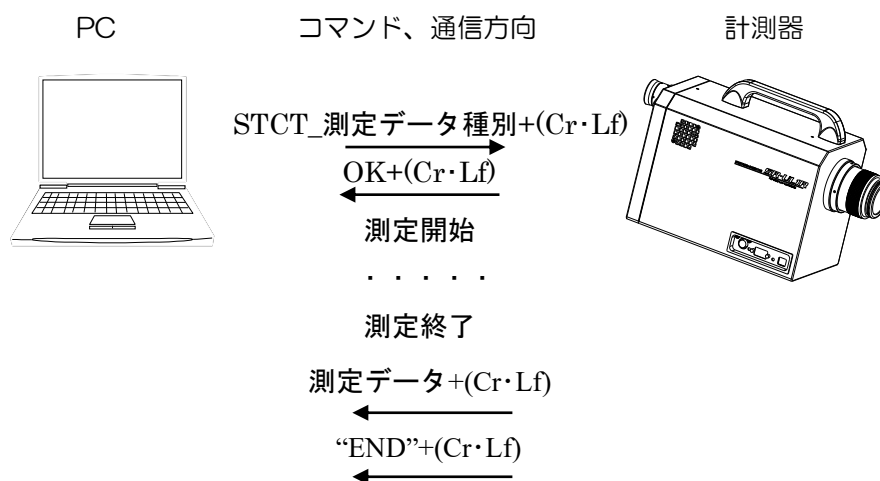 PC コマンド、通信方向 計測器
STCT_測定データ種別+(Cr･Lf)
OK+(Cr･Lf)
測定開始
・・・・・
測定終了
測定データ+(Cr･Lf)
“END”+(Cr･Lf)